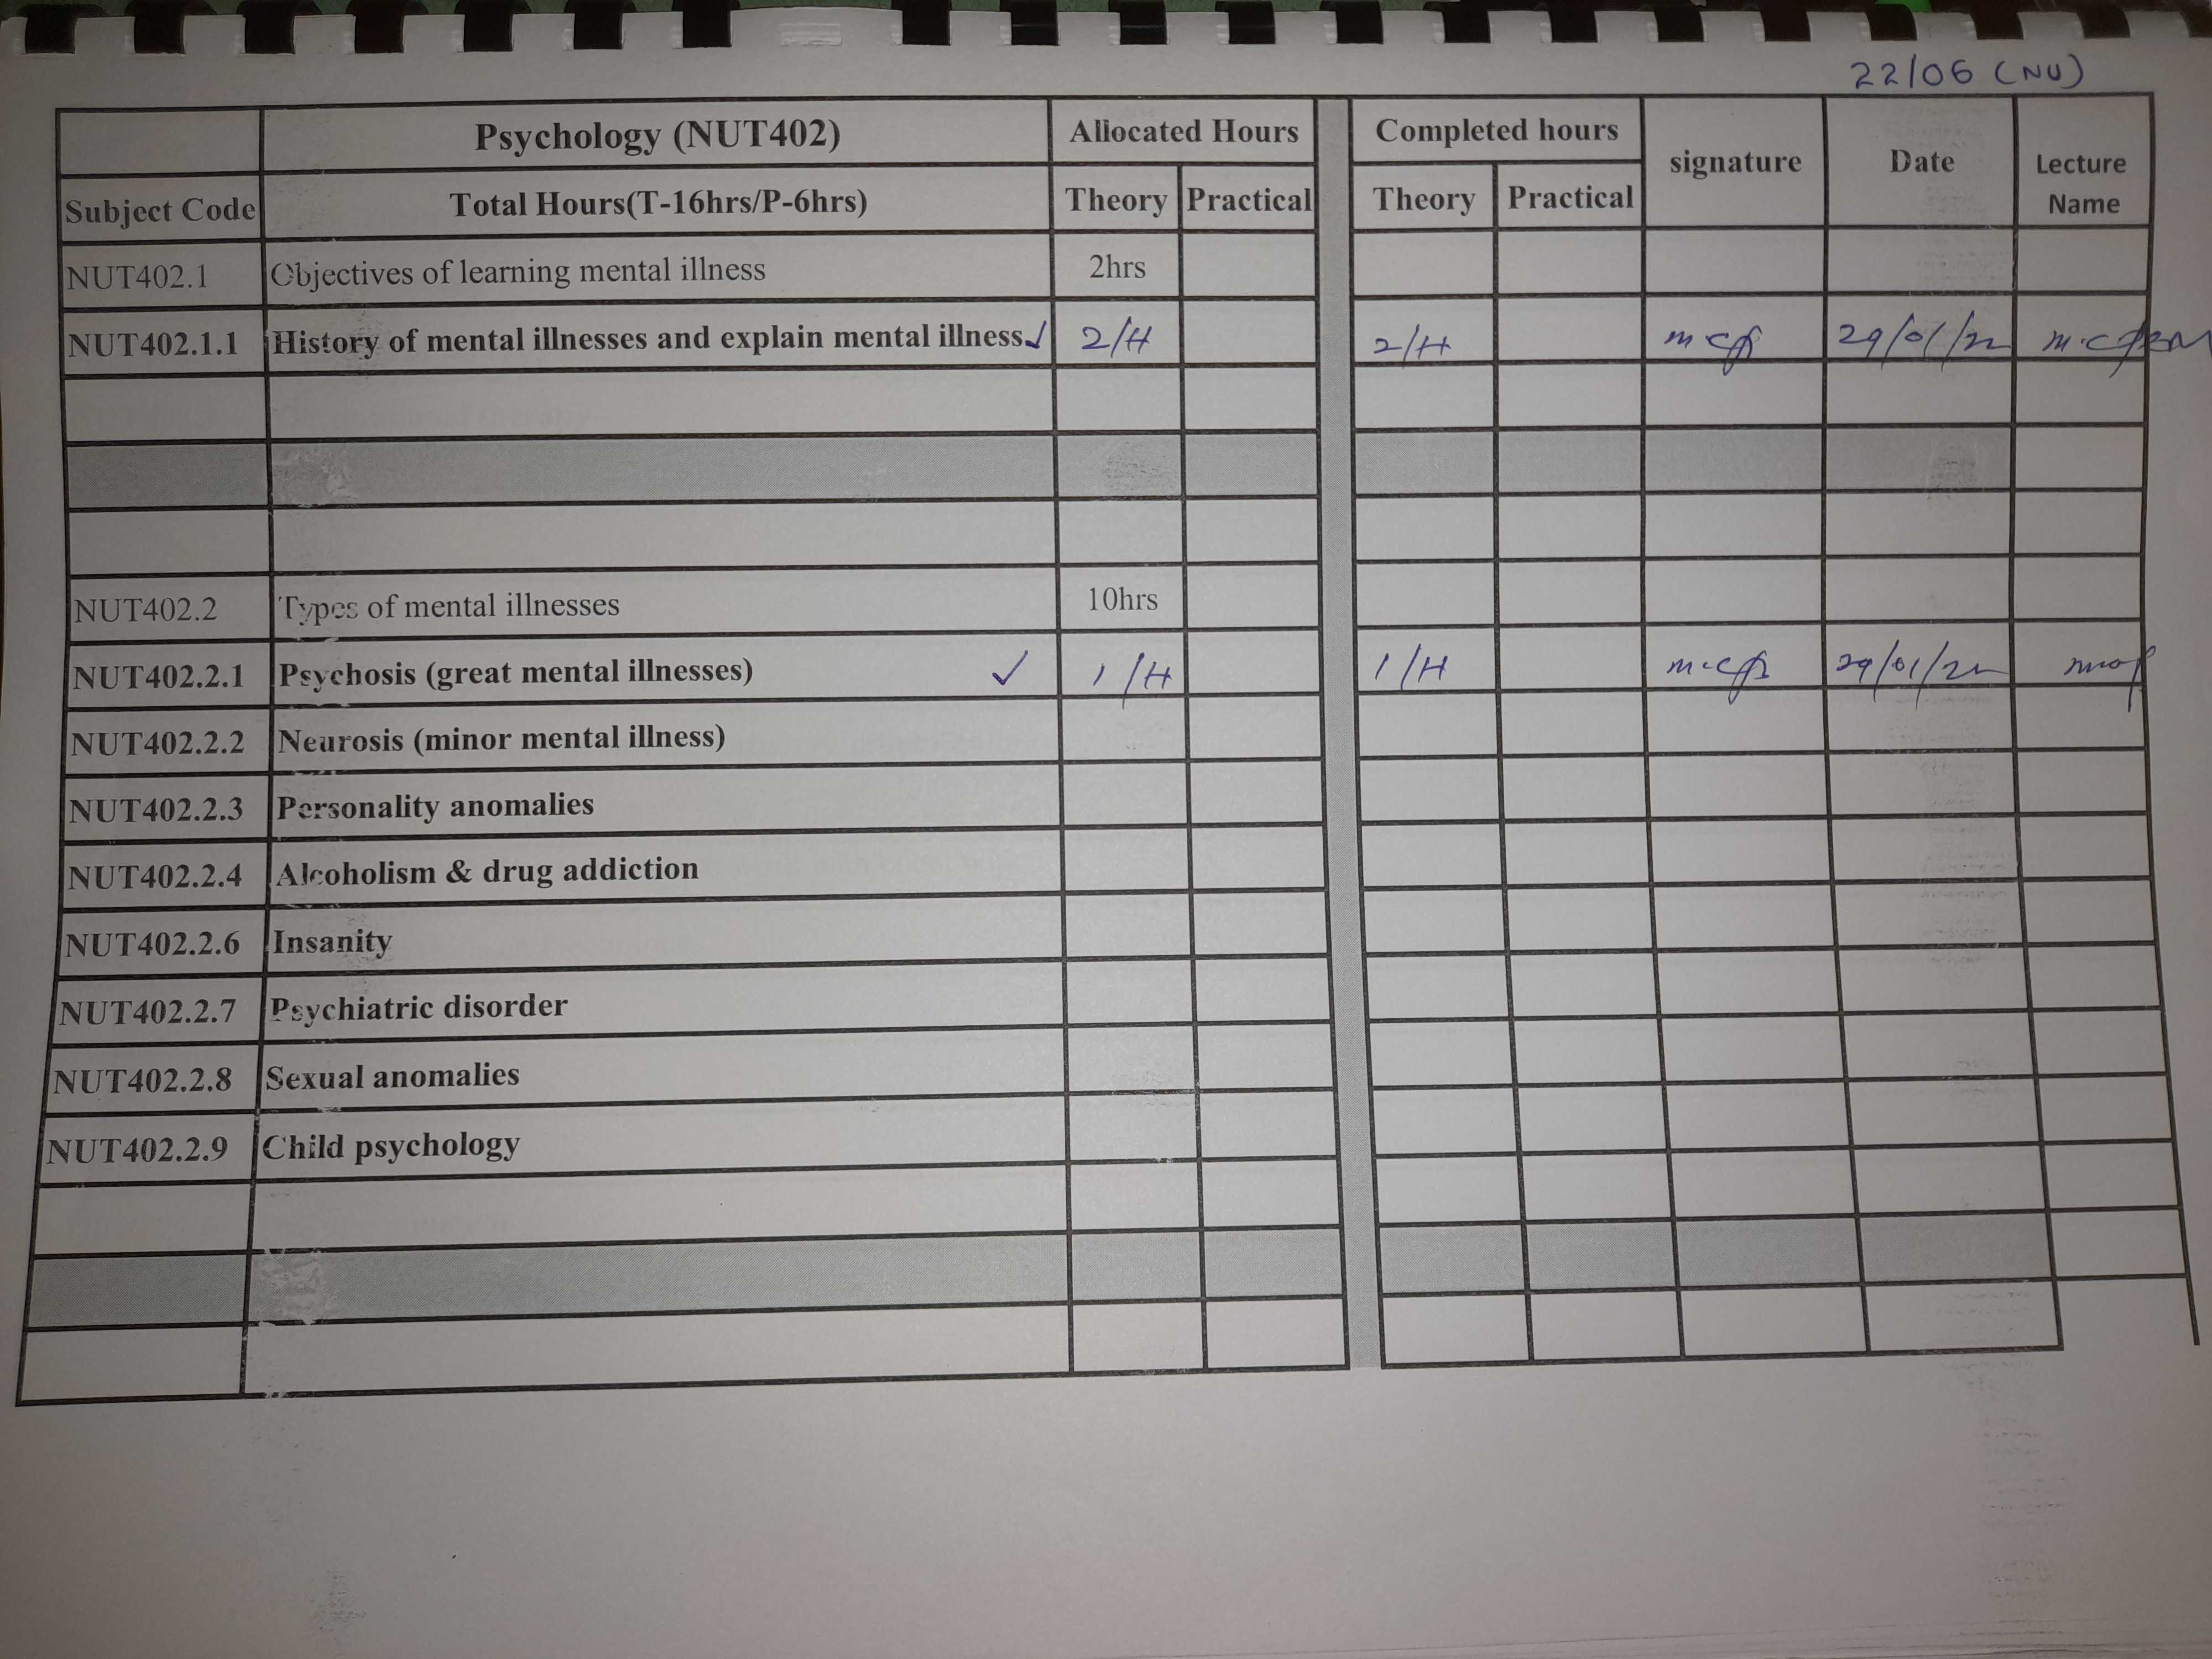 22/06 (NU)
Psychology (NUT402) Allocated Hours Completed hours signature Date Lecture Name
Subject Code Total Hours(T-16hrs/P-6hrs) Theory Practical Theory Practical
NUT402.1 Objectives of learning mental illness 2hrs
NUT402.1.1 History of mental illnesses and explain mental illness. ✓ 2/H 2/H 29/01/22
NUT402.2 Types of mental illnesses 10hrs
NUT402.2.1 Psychosis (great mental illnesses) ✓ 1/H 1/H 29/01/22
NUT402.2.2 Neurosis (minor mental illness)
NUT402.2.3 Personality anomalies
NUT402.2.4 Alcoholism & drug addiction
NUT402.2.6 Insanity
NUT402.2.7 Psychiatric disorder
NUT402.2.8 Sexual anomalies
NUT402.2.9 Child psychology